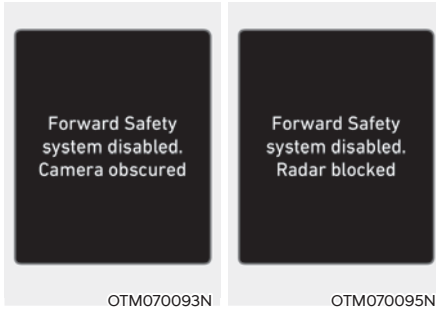 Forward Safety
system disabled.
Camera obscured
OTM070093N
Forward Safety
system disabled.
Radar blocked
OTM070095N